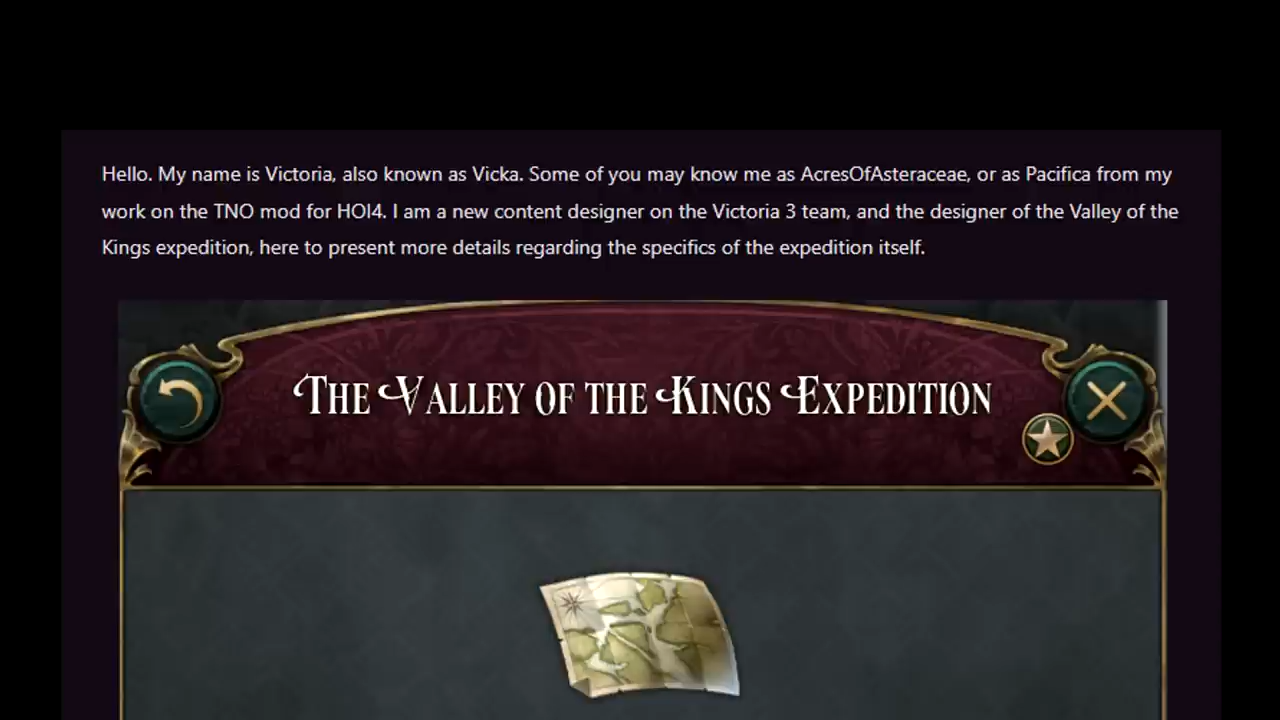 Hello. My name is Victoria, also known as Vicka. Some of you may know me as AcresOfAsteraceae, or as Pacifica from my
work on the TNO mod for HOI4. I am a new content designer on the Victoria 3 team, and the designer of the Valley of the
Kings expedition, here to present more details regarding the specifics of the expedition itself.
The Valley of the Kings Expedition